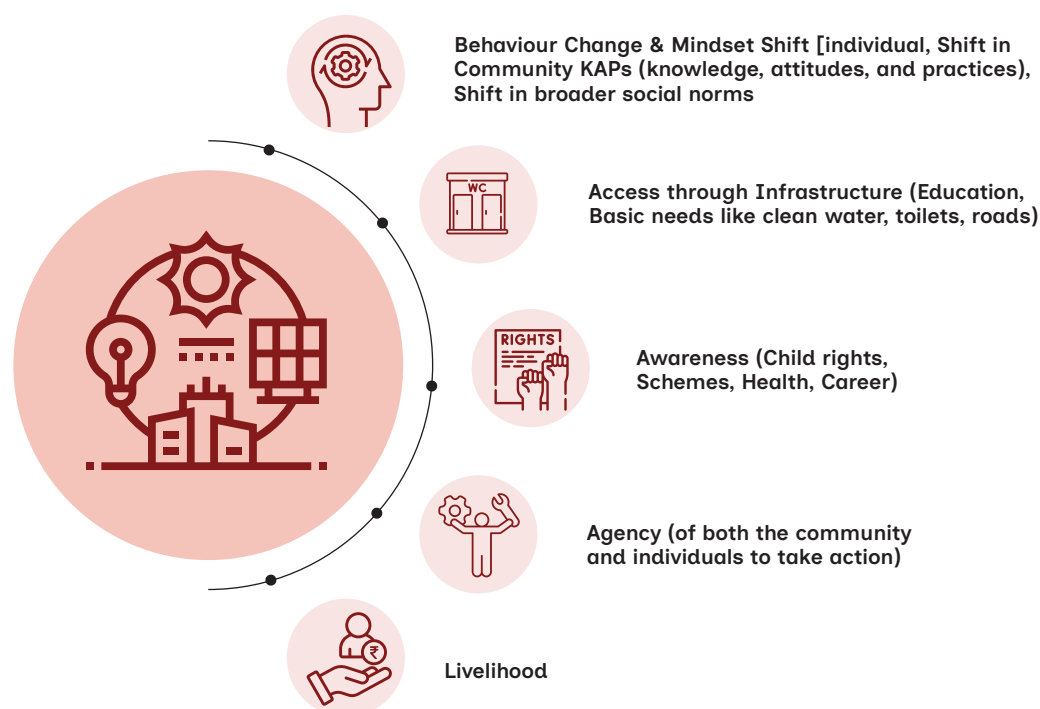 Behaviour Change & Mindset Shift [individual, Shift in
Community KAPs (knowledge, attitudes, and practices),
Shift in broader social norms
WC
Access through Infrastructure (Education,
Basic needs like clean water, toilets, roads)
RIGHTS
Awareness (Child rights,
Schemes, Health, Career)
Agency (of both the community
and individuals to take action)
₹
Livelihood